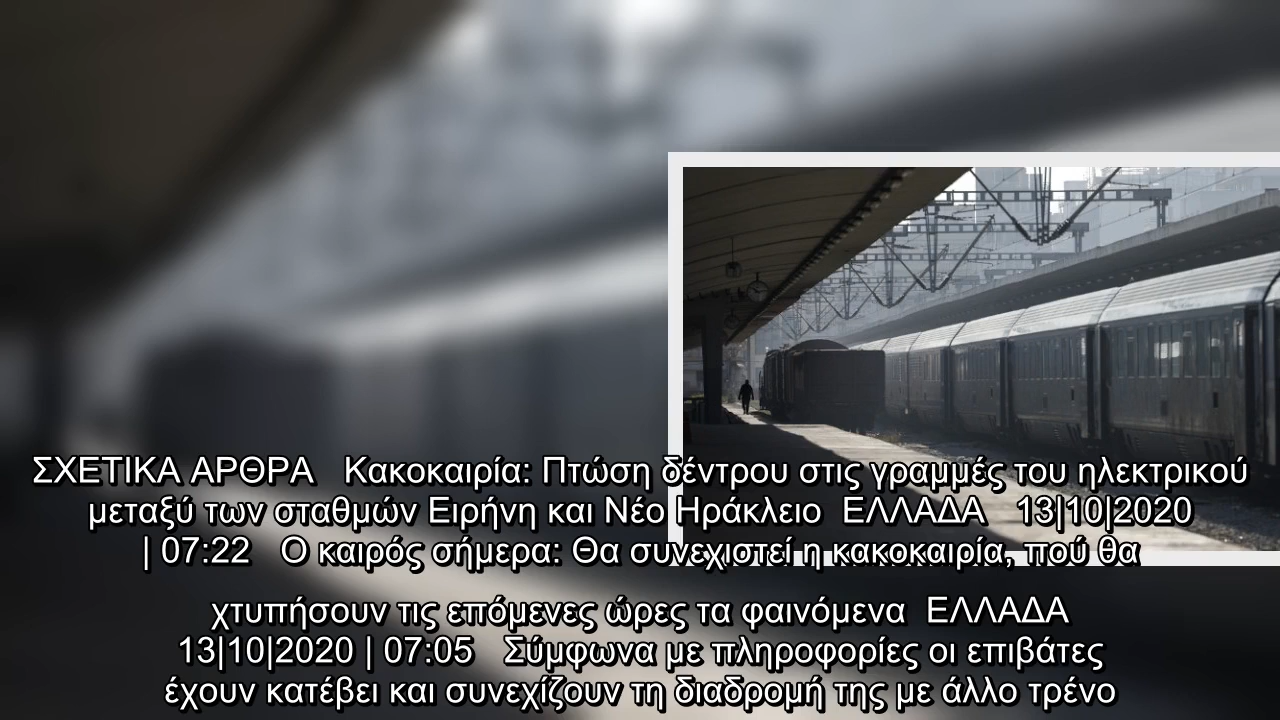 ΣΧΕΤΙΚΑ ΑΡΘΡΑ   Κακοκαιρία: Πτώση δέντρου στις γραμμές του ηλεκτρικού
μεταξύ των σταθμών Ειρήνη και Νέο Ηράκλειο  ΕΛΛΑΔΑ   13|10|2020
| 07:22   Ο καιρός σήμερα: Θα συνεχιστεί η κακοκαιρία, πού θα
χτυπήσουν τις επόμενες ώρες τα φαινόμενα  ΕΛΛΑΔΑ
13|10|2020 | 07:05   Σύμφωνα με πληροφορίες οι επιβάτες
έχουν κατέβει και συνεχίζουν τη διαδρομή της με άλλο τρένο